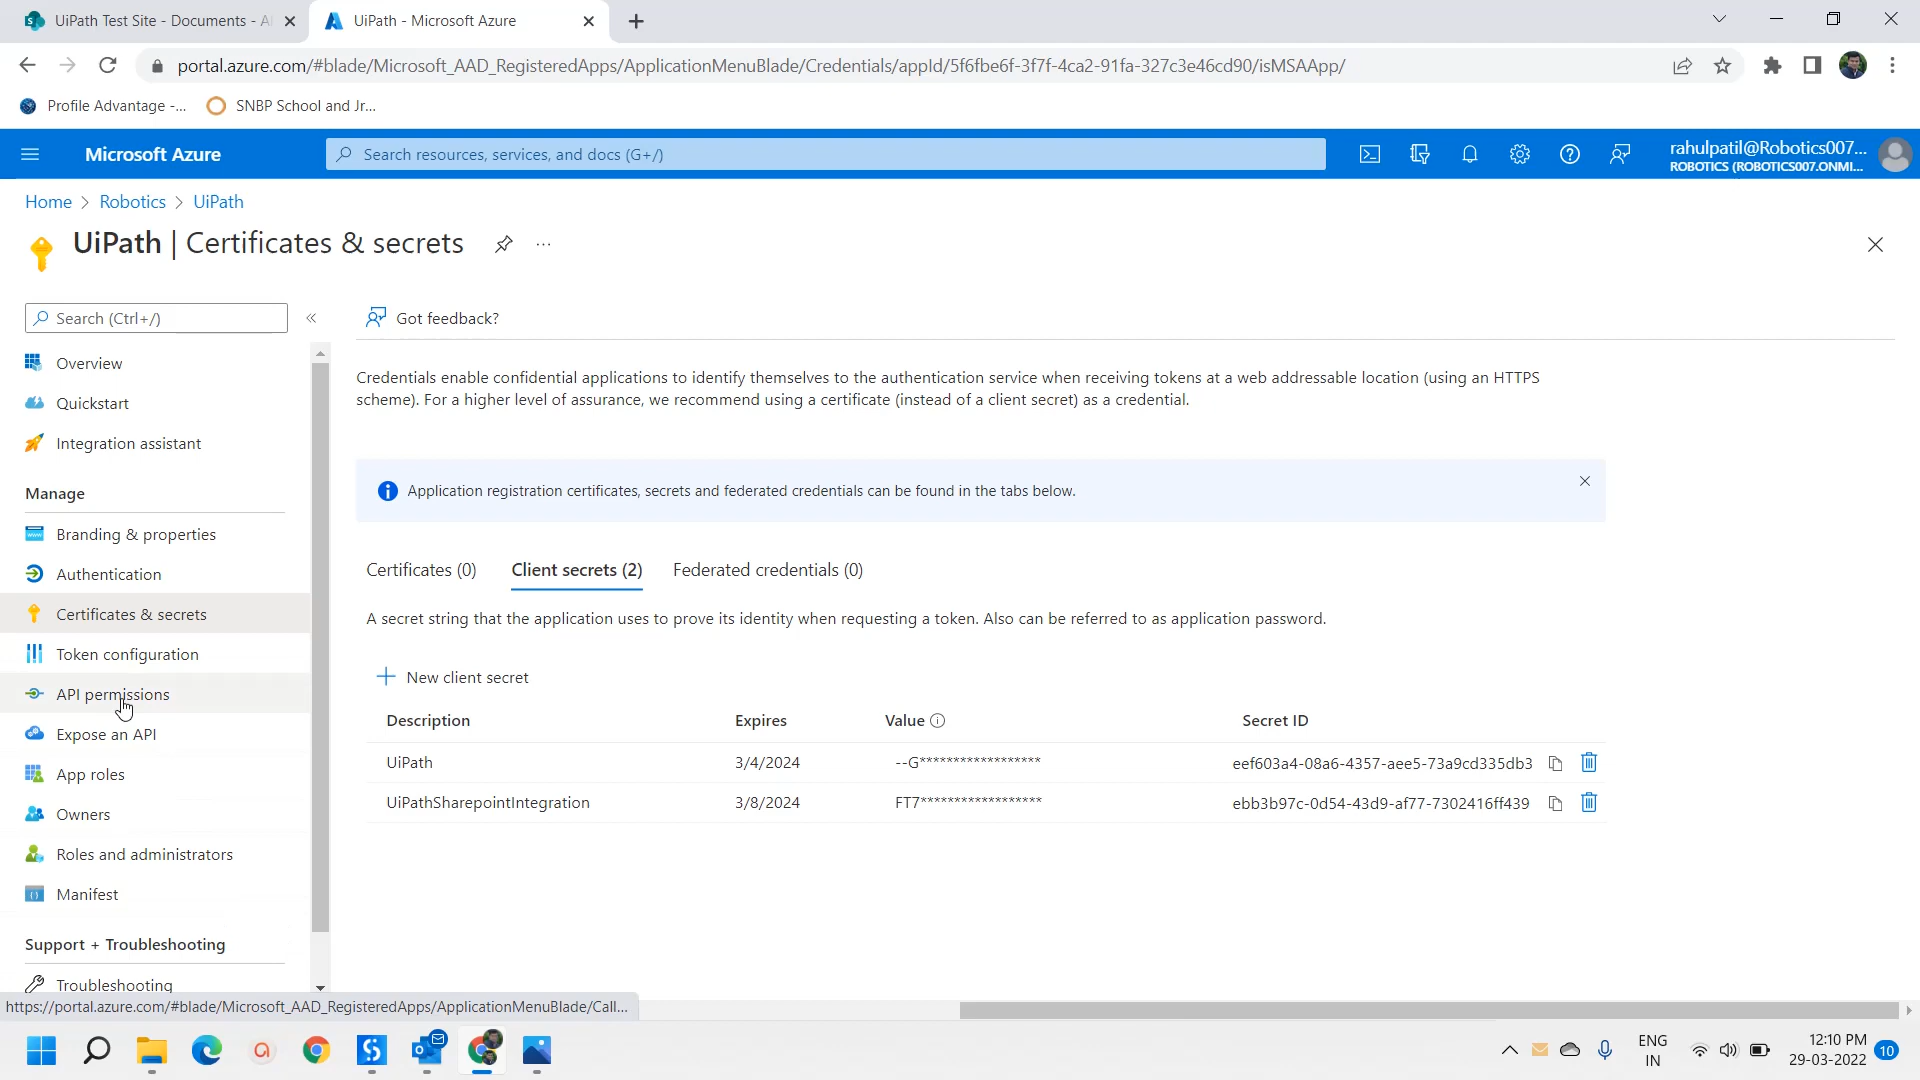 UiPath Test Site - Documents - Al
UiPath - Microsoft Azure
portal.azure.com/#blade/Microsoft_AAD_RegisteredApps/ApplicationMenuBlade/Credentials/appId/5f6fbe6f-3f7f-4ca2-91fa-327c3e46cd90/isMSAApp/
Profile Advantage -...
SNBP School and Jr...
Microsoft Azure
Search resources, services, and docs (G+/)
rahulpatil@Robotics007...
ROBOTICS (ROBOTICS007.ONMI...
Home > Robotics > UiPath
UiPath | Certificates & secrets
Search (Ctrl+/)
Got feedback?
Overview
Quickstart
Integration assistant
Manage
Branding & properties
Authentication
Certificates & secrets
Token configuration
API permissions
Expose an API
App roles
Owners
Roles and administrators
Manifest
Support + Troubleshooting
Troubleshooting
Credentials enable confidential applications to identify themselves to the authentication service when receiving tokens at a web addressable location (using an HTTPS
scheme). For a higher level of assurance, we recommend using a certificate (instead of a client secret) as a credential.
Application registration certificates, secrets and federated credentials can be found in the tabs below.
Certificates (0) Client secrets (2) Federated credentials (0)
A secret string that the application uses to prove its identity when requesting a token. Also can be referred to as application password.
New client secret
Description Expires Value Secret ID
UiPath 3/4/2024 --G****************** eef603a4-08a6-4357-aee5-73a9cd335db3
UiPathSharepointIntegration 3/8/2024 FT7****************** ebb3b97c-0d54-43d9-af77-7302416ff439
https://portal.azure.com/#blade/Microsoft_AAD_RegisteredApps/ApplicationMenuBlade/Call...
ENG
IN
12:10 PM
29-03-2022
10